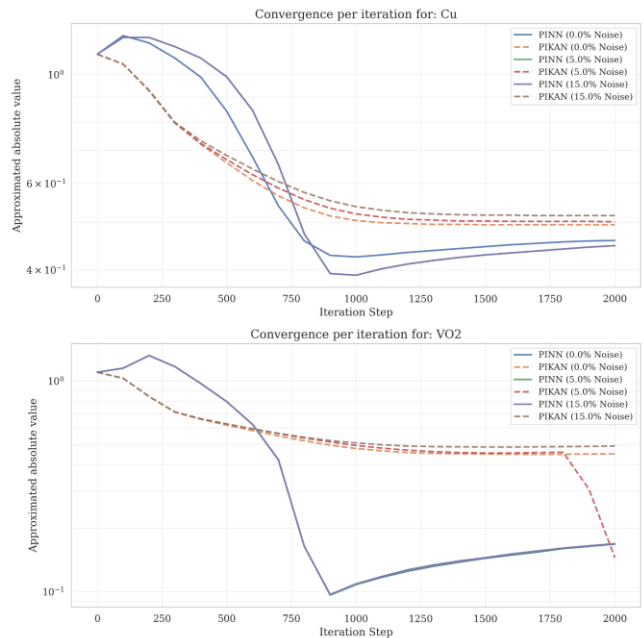 Convergence per iteration for: Cu
PINN (0.0% Noise)
PIKAN (0.0% Noise)
PINN (5.0% Noise)
PIKAN (5.0% Noise)
PINN (15.0% Noise)
PIKAN (15.0% Noise)
Approximated absolute value
10⁰
6 × 10⁻¹
4 × 10⁻¹
0 250 500 750 1000 1250 1500 1750 2000
Iteration Step
Convergence per iteration for: VO2
PINN (0.0% Noise)
PIKAN (0.0% Noise)
PINN (5.0% Noise)
PIKAN (5.0% Noise)
PINN (15.0% Noise)
PIKAN (15.0% Noise)
Approximated absolute value
10⁰
10⁻¹
0 250 500 750 1000 1250 1500 1750 2000
Iteration Step